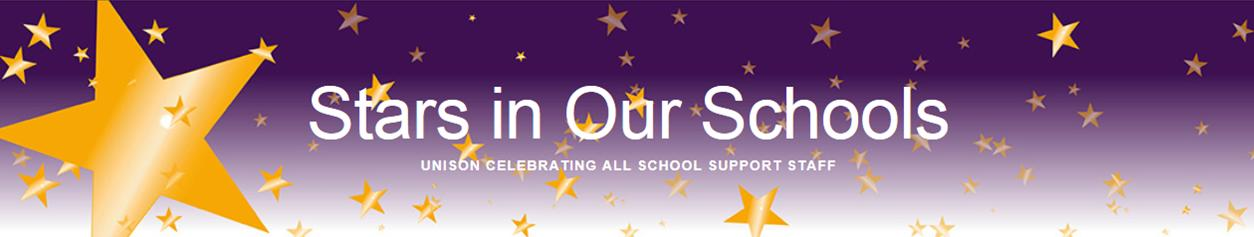 Stars in Our Schools
UNISON CELEBRATING ALL SCHOOL SUPPORT STAFF